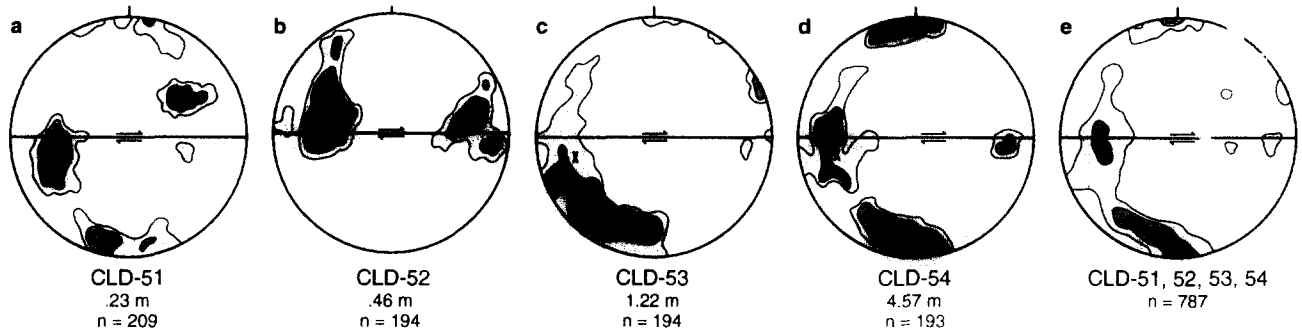 a
b
c
d
e
x
CLD-51
.23 m
n = 209
CLD-52
.46 m
n = 194
CLD-53
1.22 m
n = 194
CLD-54
4.57 m
n = 193
CLD-51, 52, 53, 54
n = 787